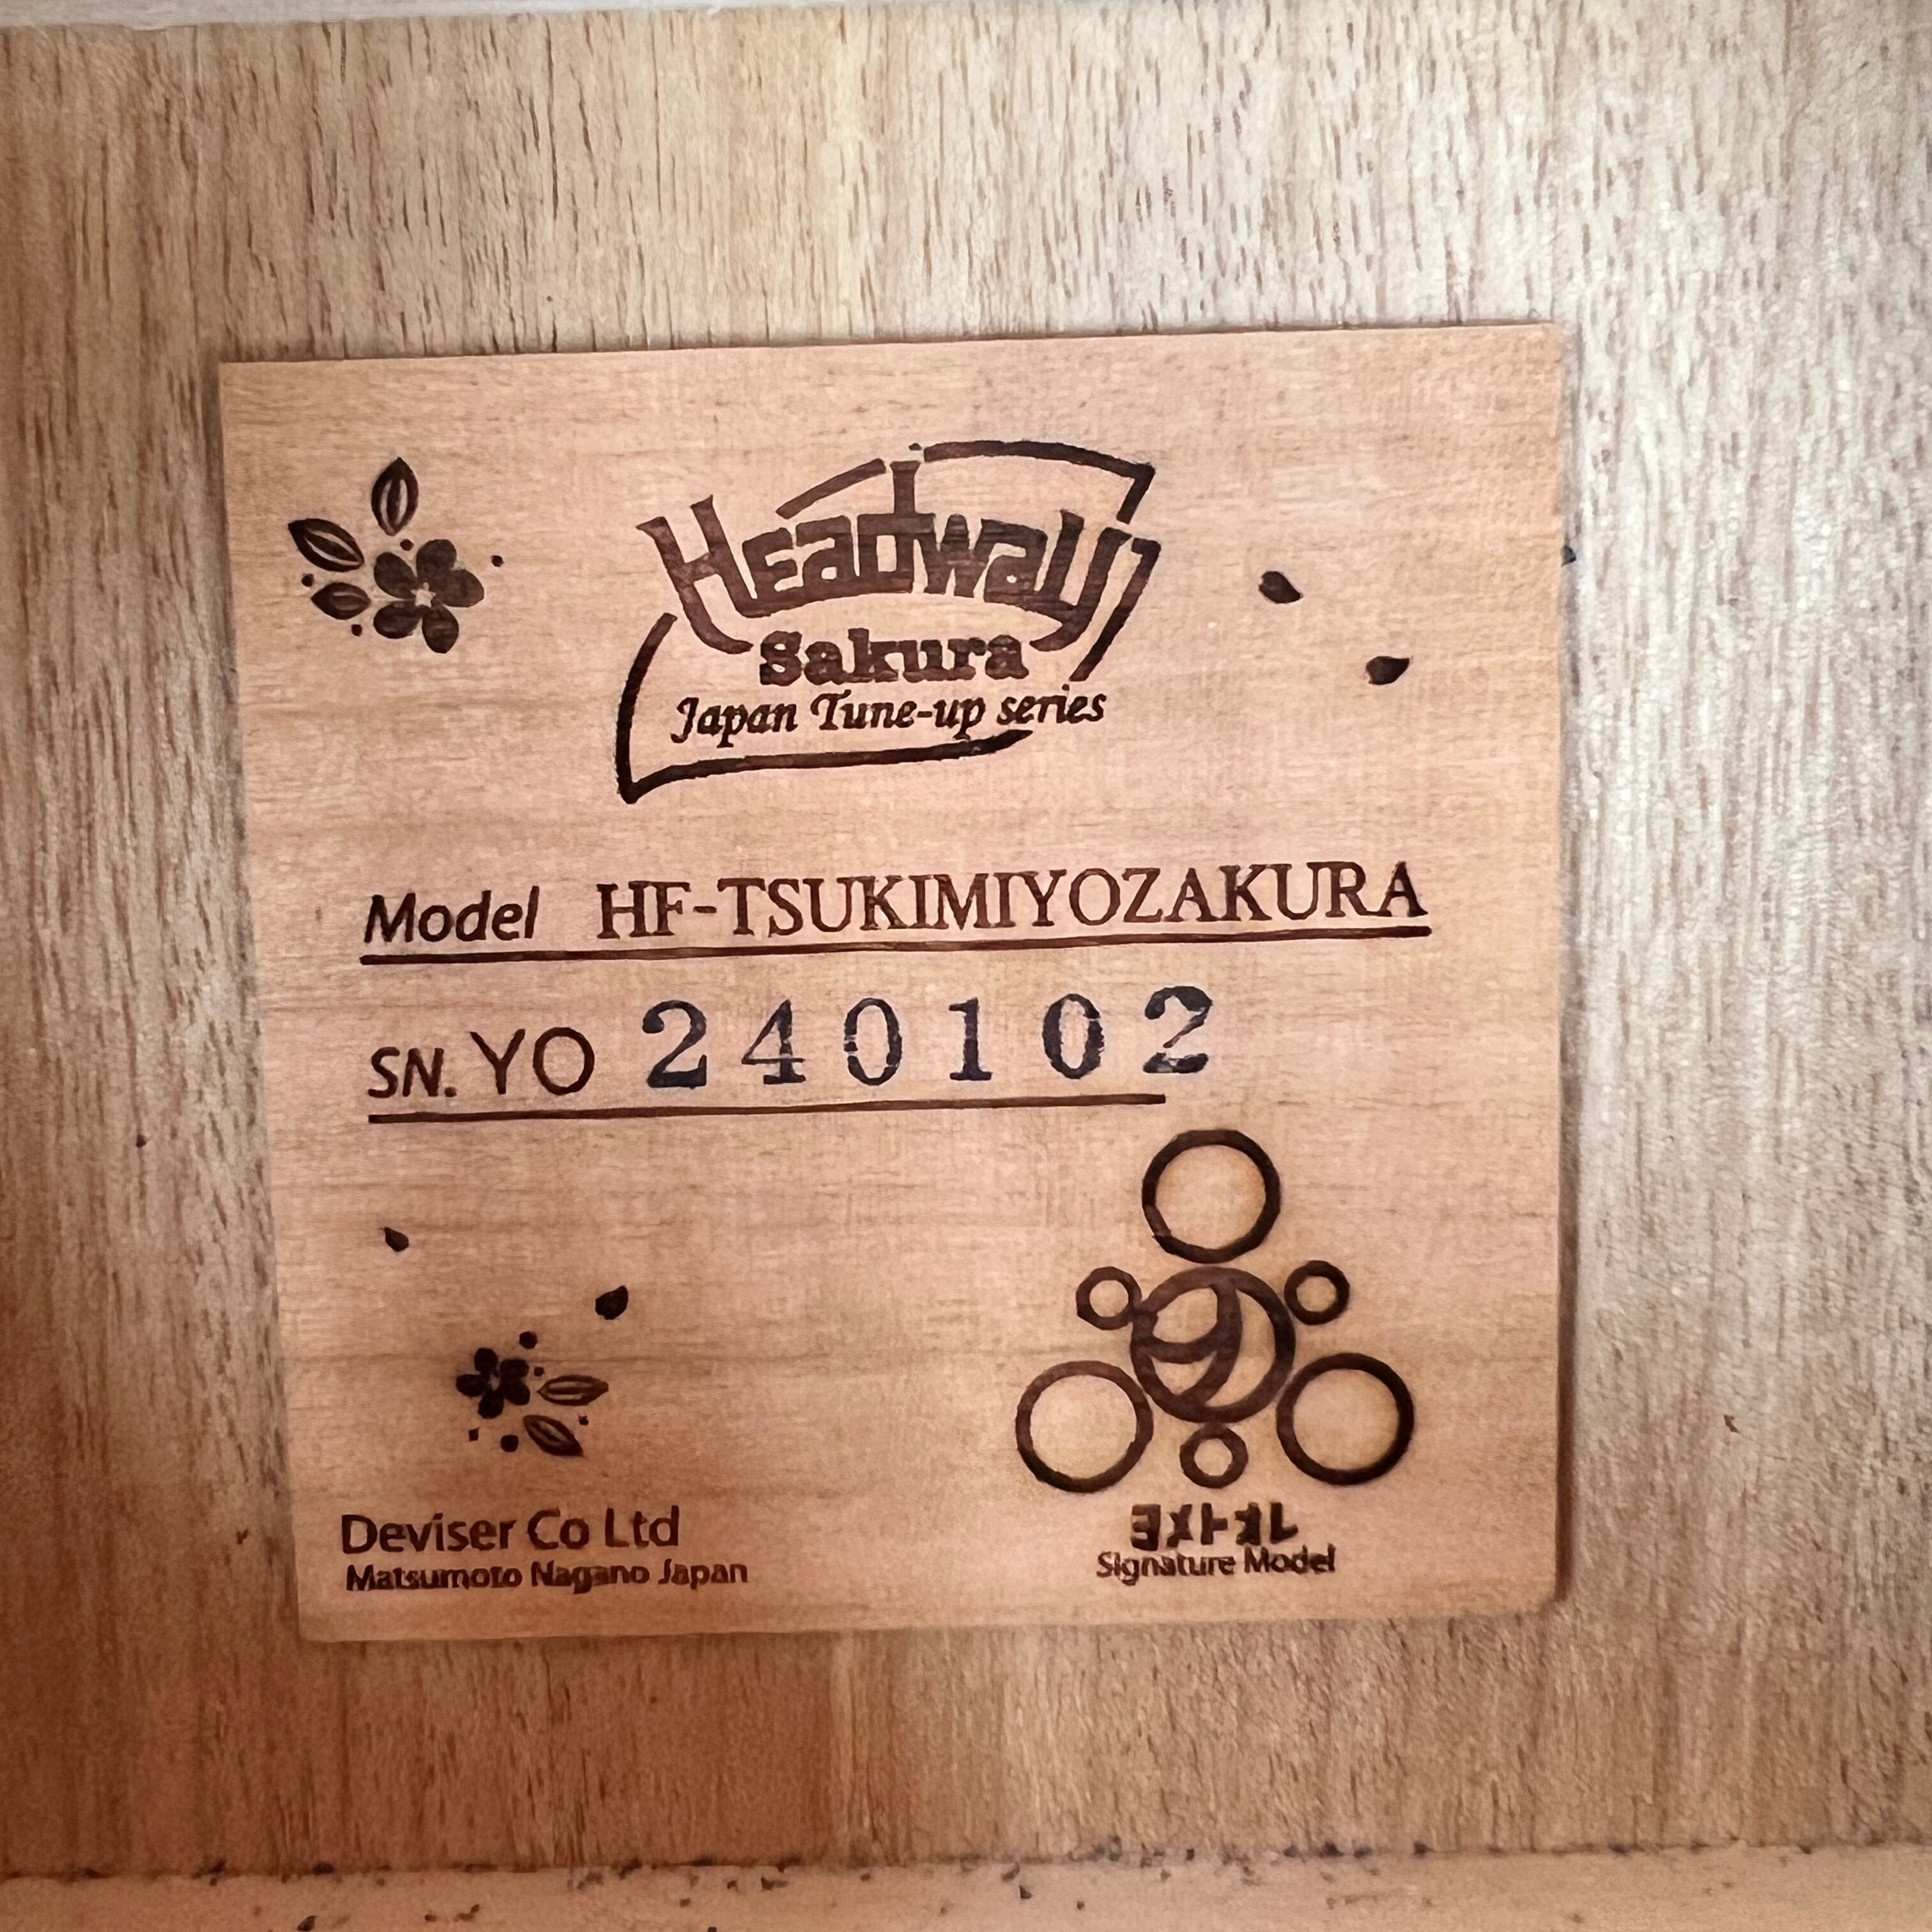 Headway
Sakura
Japan Tune-up series
Model HF-TSUKIMIYOZAKURA
SN. YO 240102
Deviser Co Ltd
Matsumoto Nagano Japan
ヨメトオル
Signature Model